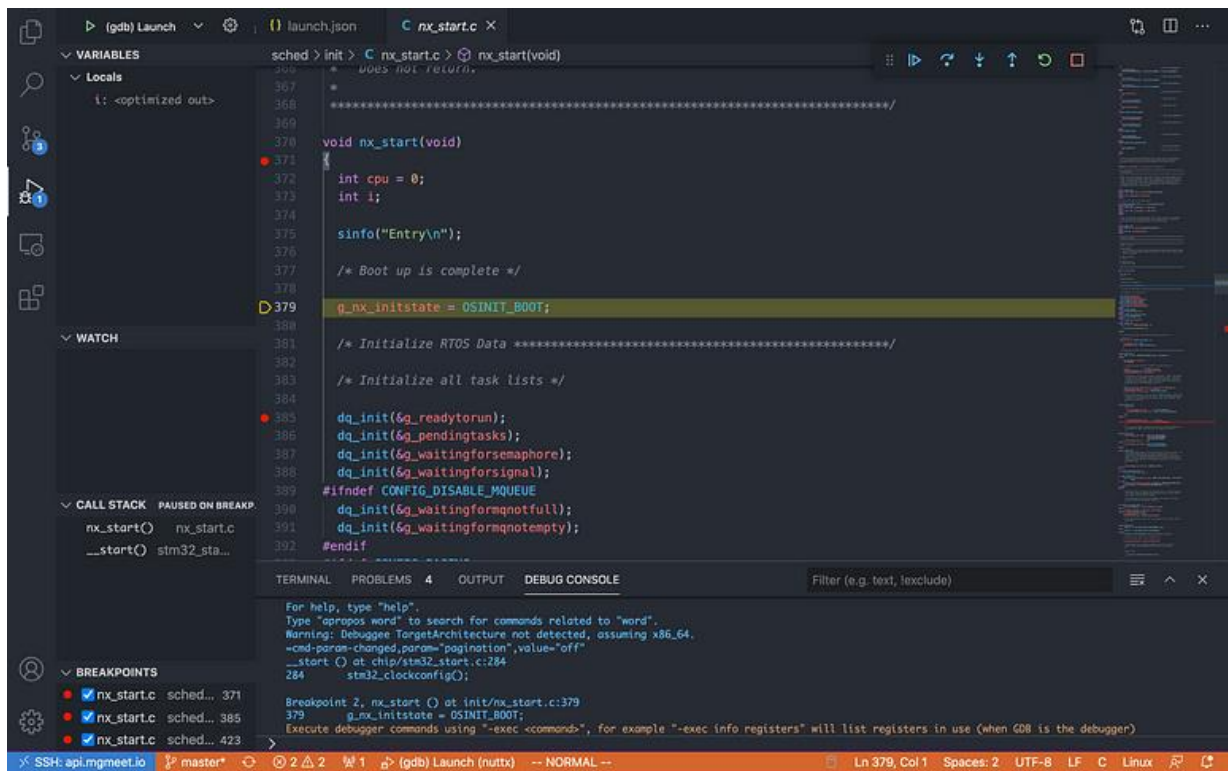 (gdb) Launch
launch.json
C nx_start.c
VARIABLES
Locals
i: <optimized out>
WATCH
CALL STACK PAUSED ON BREAKP
nx_start() nx_start.c
__start() stm32_sta...
BREAKPOINTS
nx_start.c sched... 371
nx_start.c sched... 385
nx_start.c sched... 423
sched > init > C nx_start.c > nx_start(void)
366 * Does not return.
367 *
368 ****************************************************************************/
369
370 void nx_start(void)
371 {
372 int cpu = 0;
373 int i;
374
375 sinfo("Entry\n");
376
377 /* Boot up is complete */
378
379 g_nx_initstate = OSINIT_BOOT;
380
381 /* Initialize RTOS Data ***************************************************/
382
383 /* Initialize all task lists */
384
385 dq_init(&g_readytorun);
386 dq_init(&g_pendingtasks);
387 dq_init(&g_waitingforsemaphore);
388 dq_init(&g_waitingforsignal);
389 #ifndef CONFIG_DISABLE_MQUEUE
390 dq_init(&g_waitingformqnotfull);
391 dq_init(&g_waitingformqnotempty);
392 #endif
TERMINAL PROBLEMS 4 OUTPUT DEBUG CONSOLE
Filter (e.g. text, !exclude)
For help, type "help".
Type "apropos word" to search for commands related to "word".
Warning: Debuggee TargetArchitecture not detected, assuming x86_64.
=cmd-param-changed,param="pagination",value="off"
__start () at chip/stm32_start.c:284
284 stm32_clockconfig();
Breakpoint 2, nx_start () at init/nx_start.c:379
379 g_nx_initstate = OSINIT_BOOT;
Execute debugger commands using "-exec <command>", for example "-exec info registers" will list registers in use (when GDB is the debugger)
>
SSH: api.mgmeet.io master* 2 2 1 (gdb) Launch (nuttx) -- NORMAL -- Ln 379, Col 1 Spaces: 2 UTF-8 LF C Linux